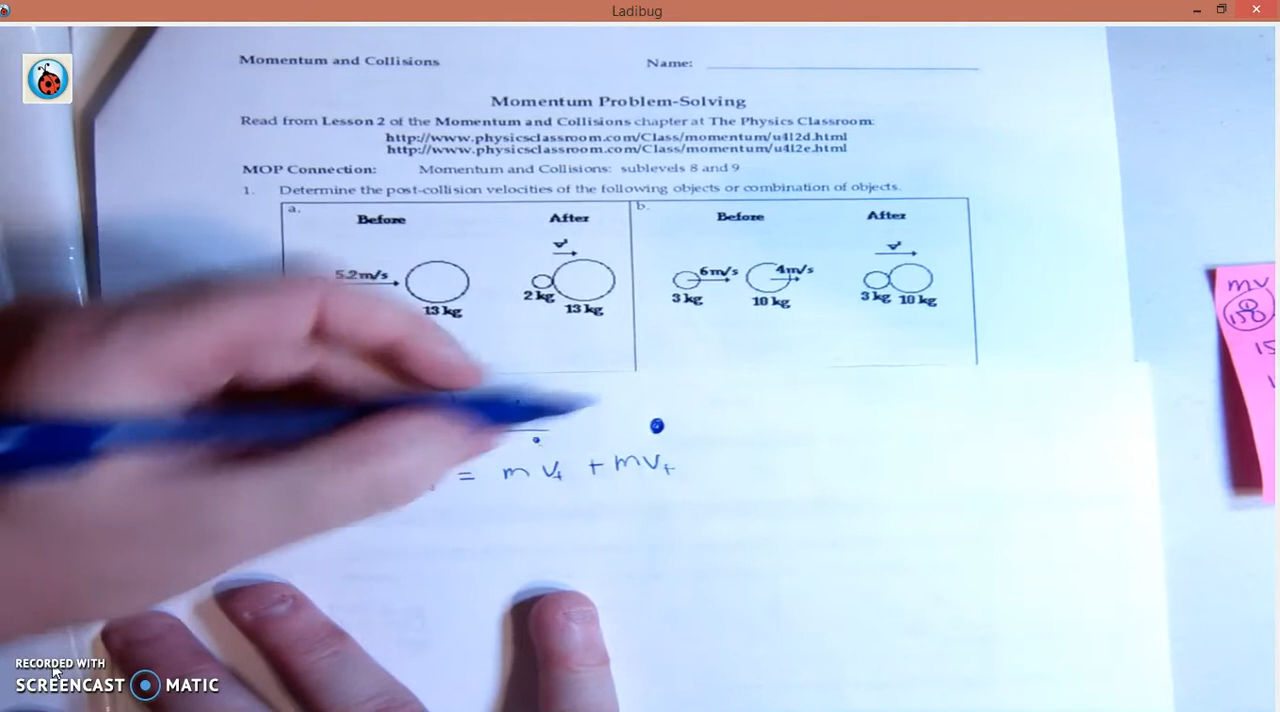 Ladibug
Momentum and Collisions
Name:
Momentum Problem-Solving
Read from Lesson 2 of the Momentum and Collisions chapter at The Physics Classroom:
http://www.physicsclassroom.com/Class/momentum/u4l2d.html
http://www.physicsclassroom.com/Class/momentum/u4l2e.html
MOP Connection: Momentum and Collisions: sublevels 8 and 9
1. Determine the post-collision velocities of the following objects or combination of objects.
a. Before After
5.2 m/s v'
13 kg 2 kg 13 kg
b. Before After
6 m/s 4 m/s v'
3 kg 10 kg 3 kg 10 kg
= m vf + m vf
mv
RECORDED WITH
SCREENCAST MATIC